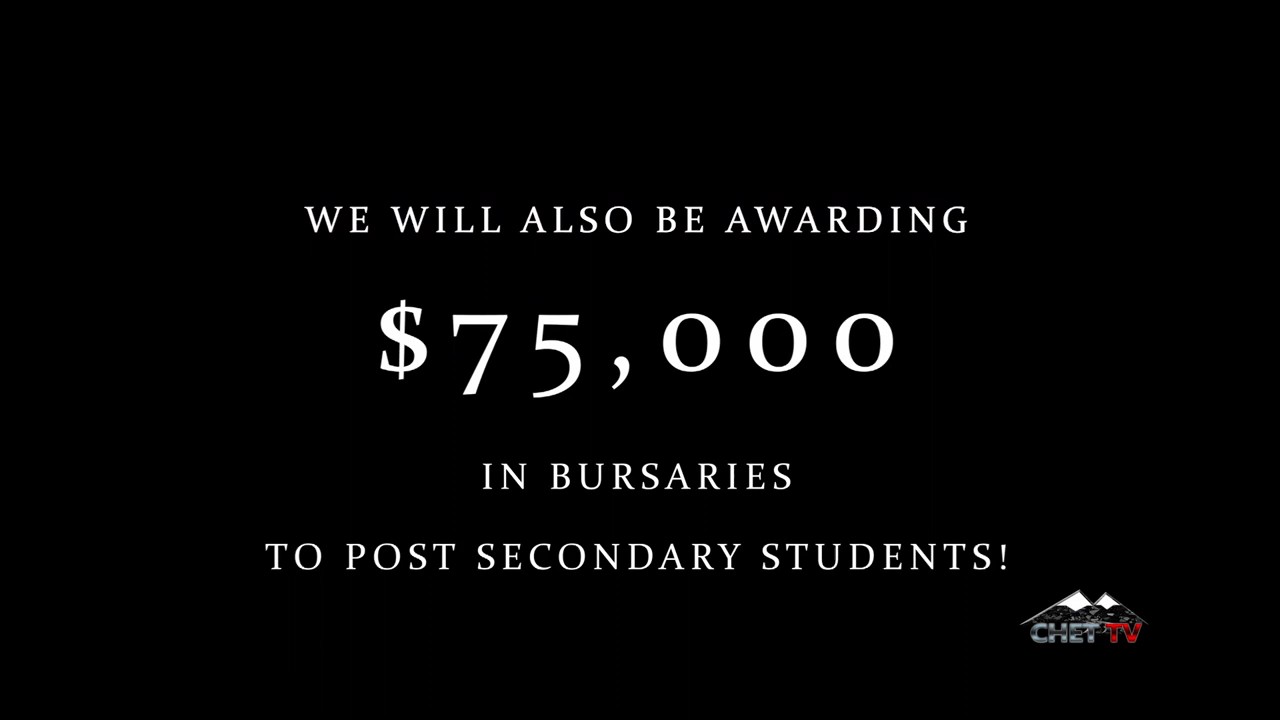 WE WILL ALSO BE AWARDING
$75,000
IN BURSARIES
TO POST SECONDARY STUDENTS!
CHET TV